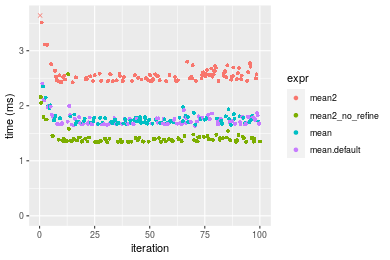 3
2
1
0
time (ms)
0
25
50
75
100
iteration
expr
mean2
mean2_no_refine
mean
mean.default